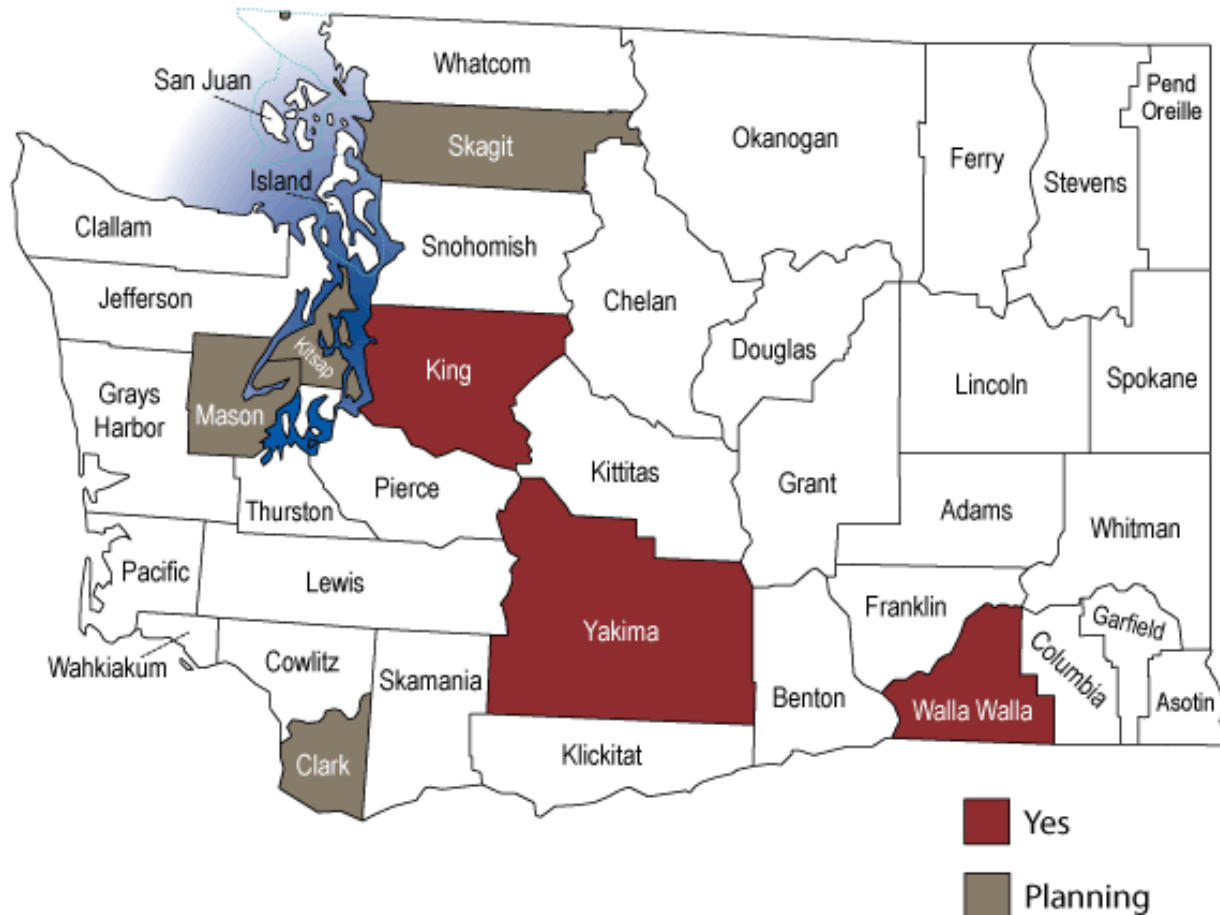 Whatcom
San Juan
Pend
Oreille
Skagit
Okanogan
Ferry
Stevens
Island
Clallam
Snohomish
Chelan
Jefferson
Douglas
Kitsap
King
Lincoln
Spokane
Grays
Harbor
Mason
Kittitas
Pierce
Grant
Thurston
Adams
Whitman
Pacific
Lewis
Franklin
Garfield
Yakima
Wahkiakum
Cowlitz
Skamania
Columbia
Benton
Walla Walla
Asotin
Clark
Klickitat
Yes
Planning